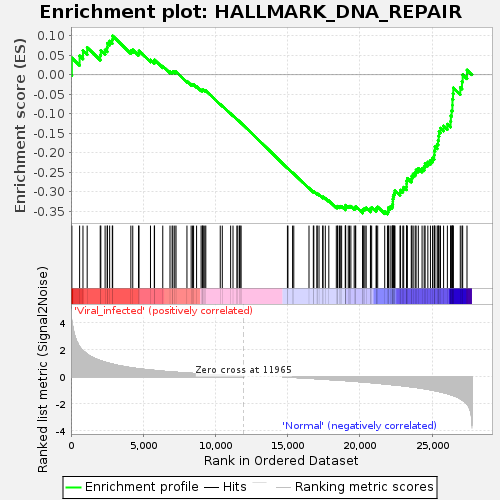 Enrichment plot: HALLMARK_DNA_REPAIR
Enrichment score (ES)
0.10
0.05
0.00
-0.05
-0.10
-0.15
-0.20
-0.25
-0.30
-0.35
Ranked list metric (Signal2Noise)
'Viral_infected' (positively correlated)
4
2
0
-2
-4
Zero cross at 11965
'Normal' (negatively correlated)
0
5,000
10,000
15,000
20,000
25,000
Rank in Ordered Dataset
Enrichment profile
Hits
Ranking metric scores